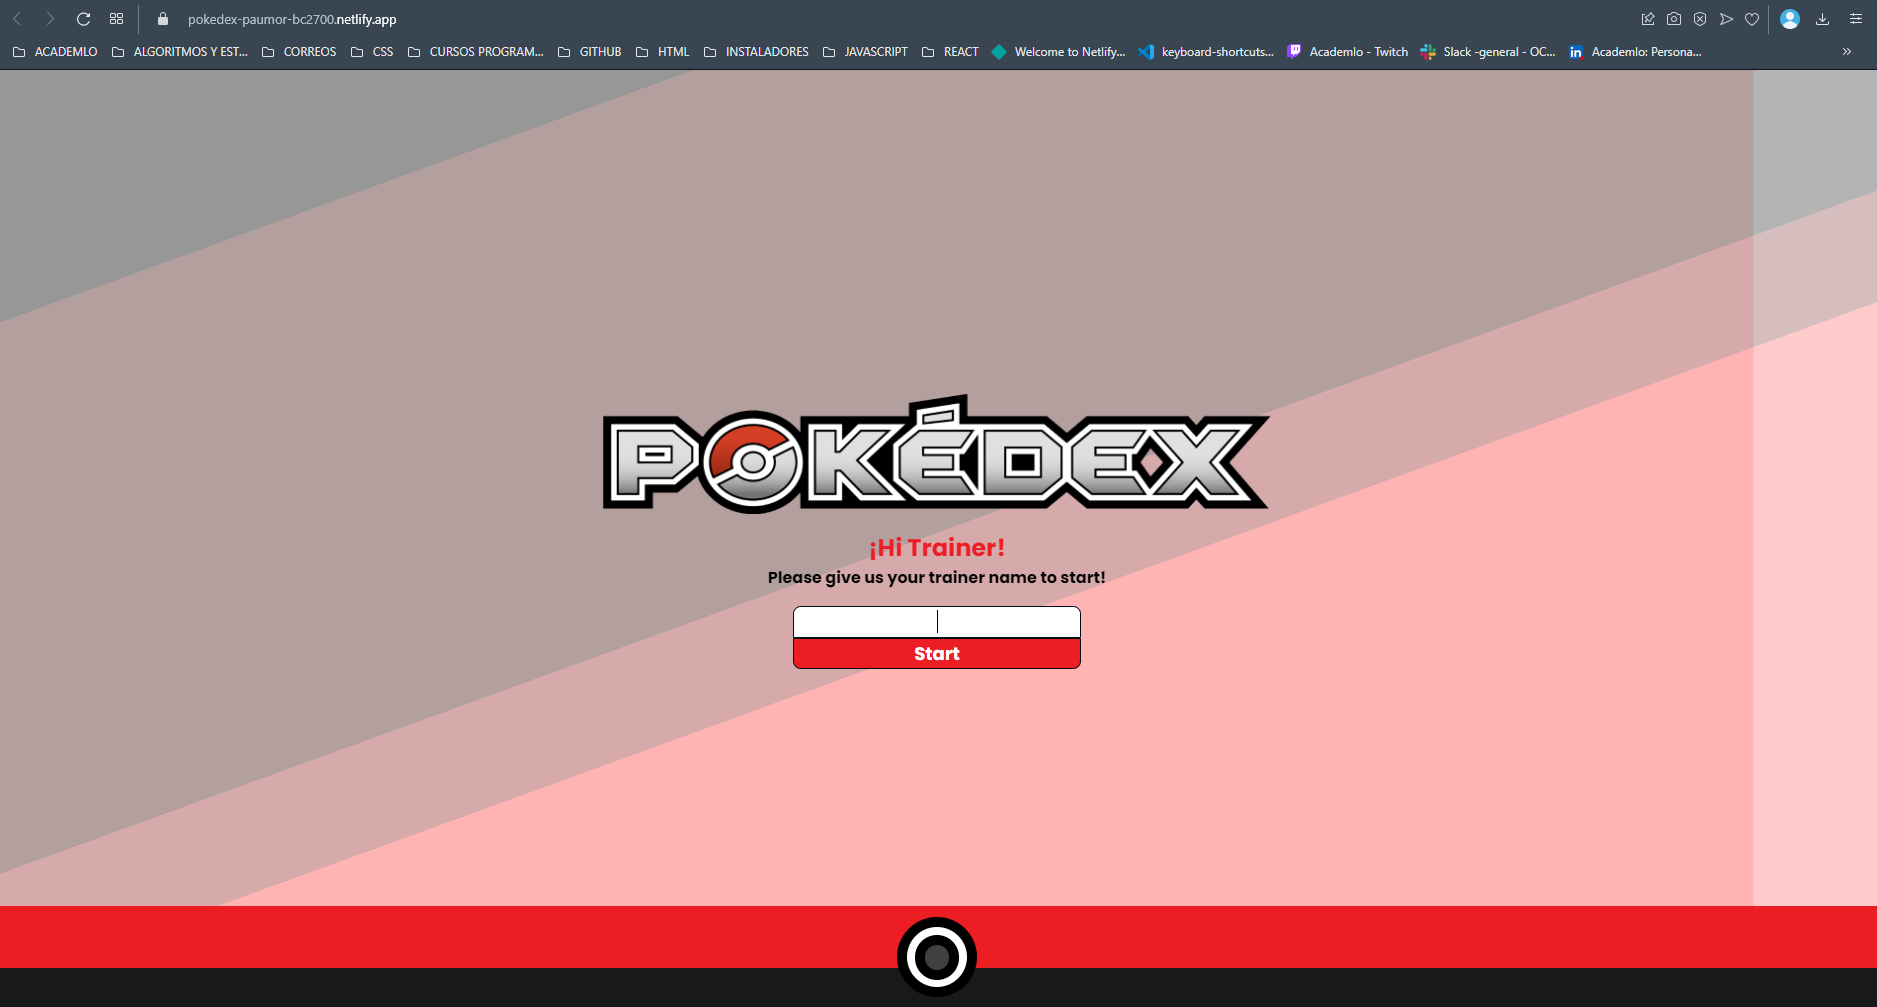 pokedex-paumor-bc2700.netlify.app
ACADEMLO ALGORITMOS Y EST... CORREOS CSS CURSOS PROGRAM... GITHUB HTML INSTALADORES JAVASCRIPT REACT Welcome to Netlify... keyboard-shortcuts... Academlo - Twitch Slack -general - OC... Academlo: Persona...
POKÉDEX
¡Hi Trainer!
Please give us your trainer name to start!
Start